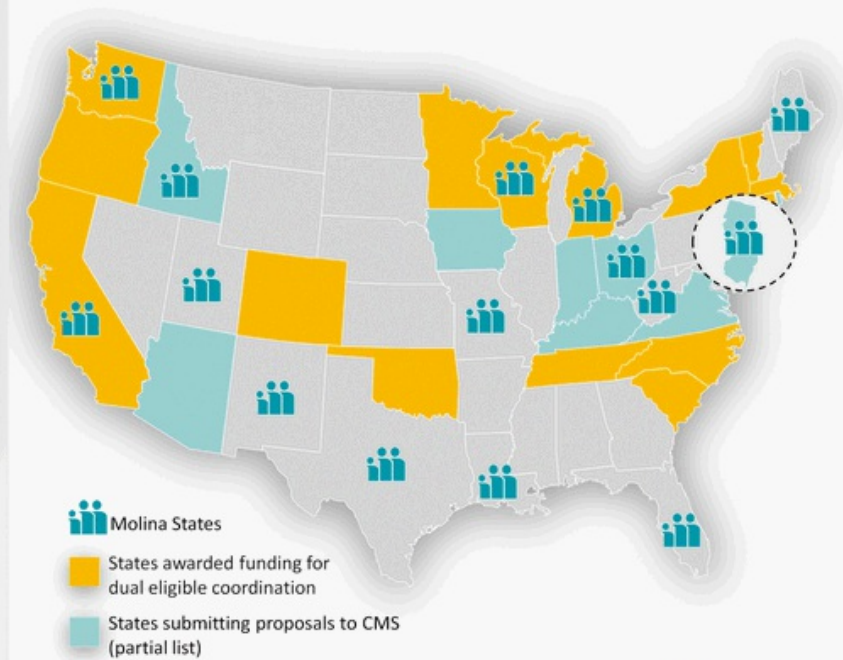 Molina States
States awarded funding for
dual eligible coordination
States submitting proposals to CMS
(partial list)